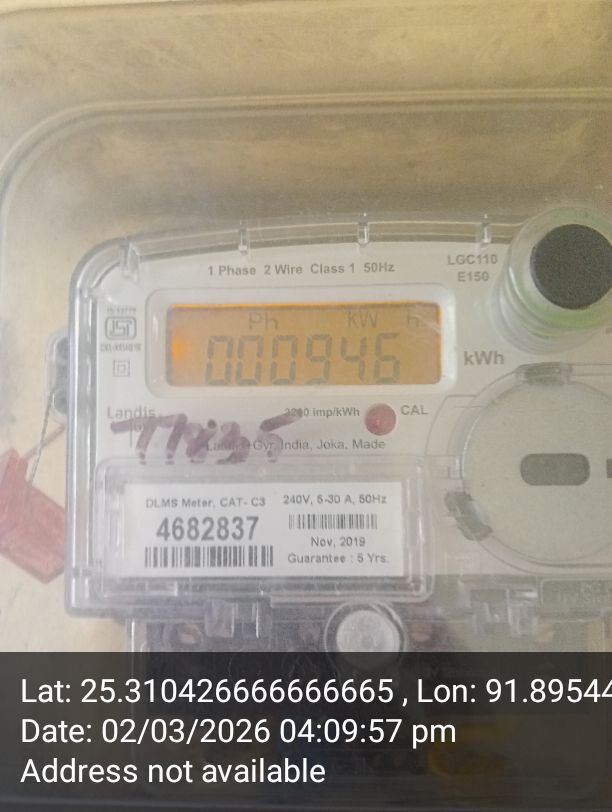 1 Phase 2 Wire Class 1 50Hz
LGC110
E150
Ph kW h
000946
kWh
Landis
3200 imp/kWh
CAL
Landis+Gyr, India, Joka, Made
DLMS Meter, CAT- C3
240V, 5-30 A, 50Hz
4682837
Nov, 2019
Guarantee : 5 Yrs.
Lat: 25.310426666666665 , Lon: 91.89544
Date: 02/03/2026 04:09:57 pm
Address not available